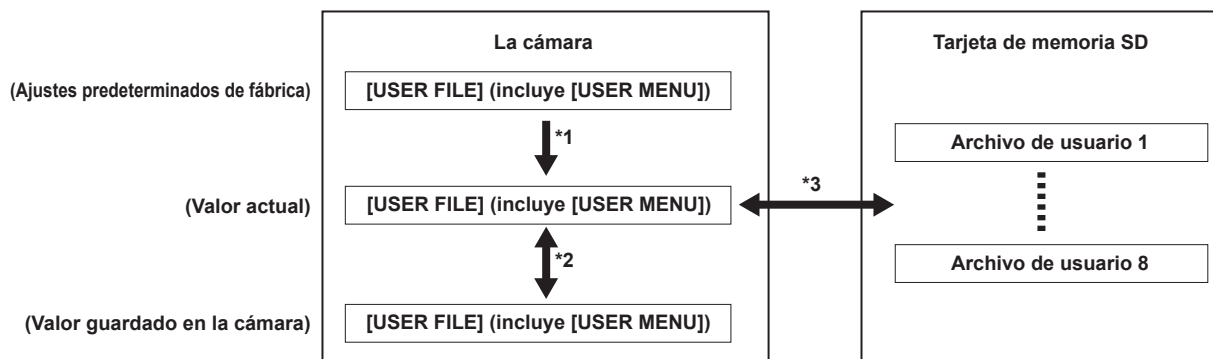 La cámara
Tarjeta de memoria SD
(Ajustes predeterminados de fábrica)
[USER FILE] (incluye [USER MENU])
*1
Archivo de usuario 1
*3
(Valor actual)
[USER FILE] (incluye [USER MENU])
*2
Archivo de usuario 8
(Valor guardado en la cámara)
[USER FILE] (incluye [USER MENU])